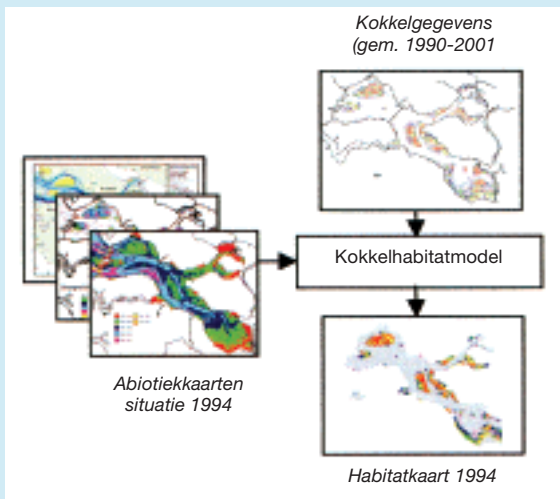 Kokkelgegevens
(gem. 1990-2001
Kokkelhabitatmodel
Abiotiekkaarten
situatie 1994
Habitatkaart 1994